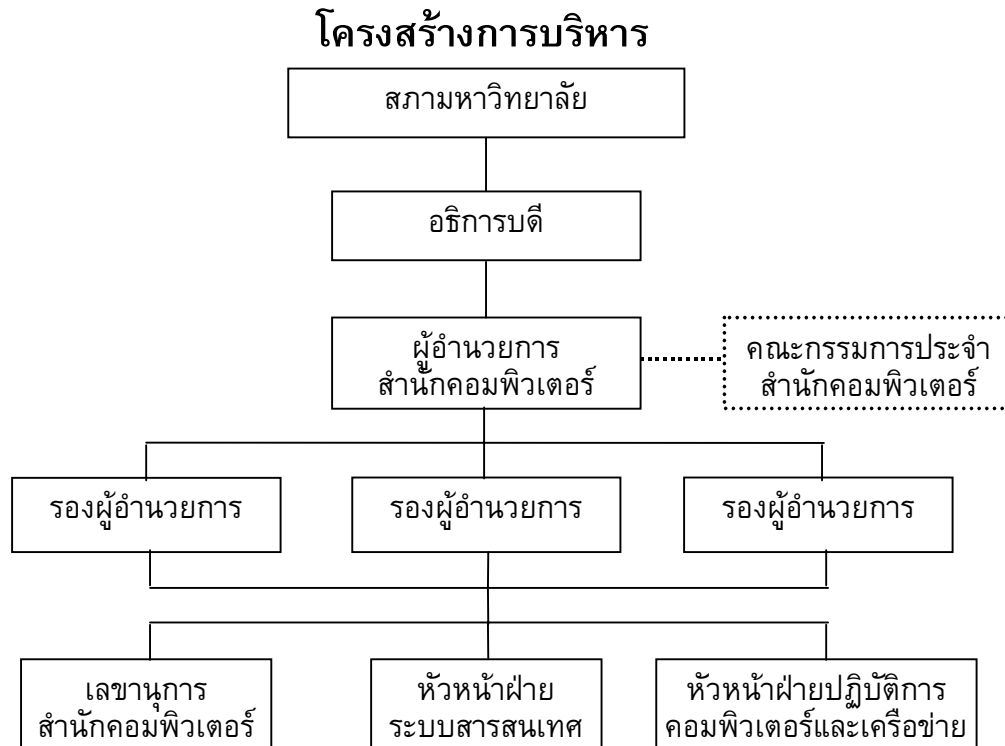 โครงสร้างการบริหาร
สภามหาวิทยาลัย
อธิการบดี
ผู้อำนวยการ
สำนักคอมพิวเตอร์
คณะกรรมการประจำ
สำนักคอมพิวเตอร์
รองผู้อำนวยการ
รองผู้อำนวยการ
รองผู้อำนวยการ
เลขานุการ
สำนักคอมพิวเตอร์
หัวหน้าฝ่าย
ระบบสารสนเทศ
หัวหน้าฝ่ายปฏิบัติการ
คอมพิวเตอร์และเครือข่าย